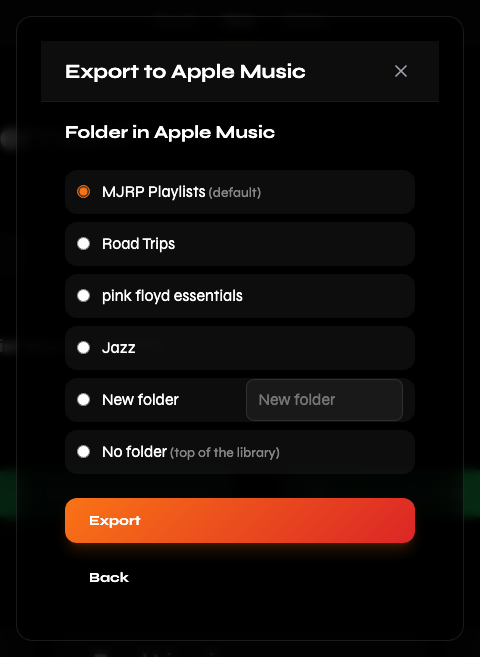 Export to Apple Music
Folder in Apple Music
MJRP Playlists (default)
Road Trips
pink floyd essentials
Jazz
New folder New folder
No folder (top of the library)
Export
Back